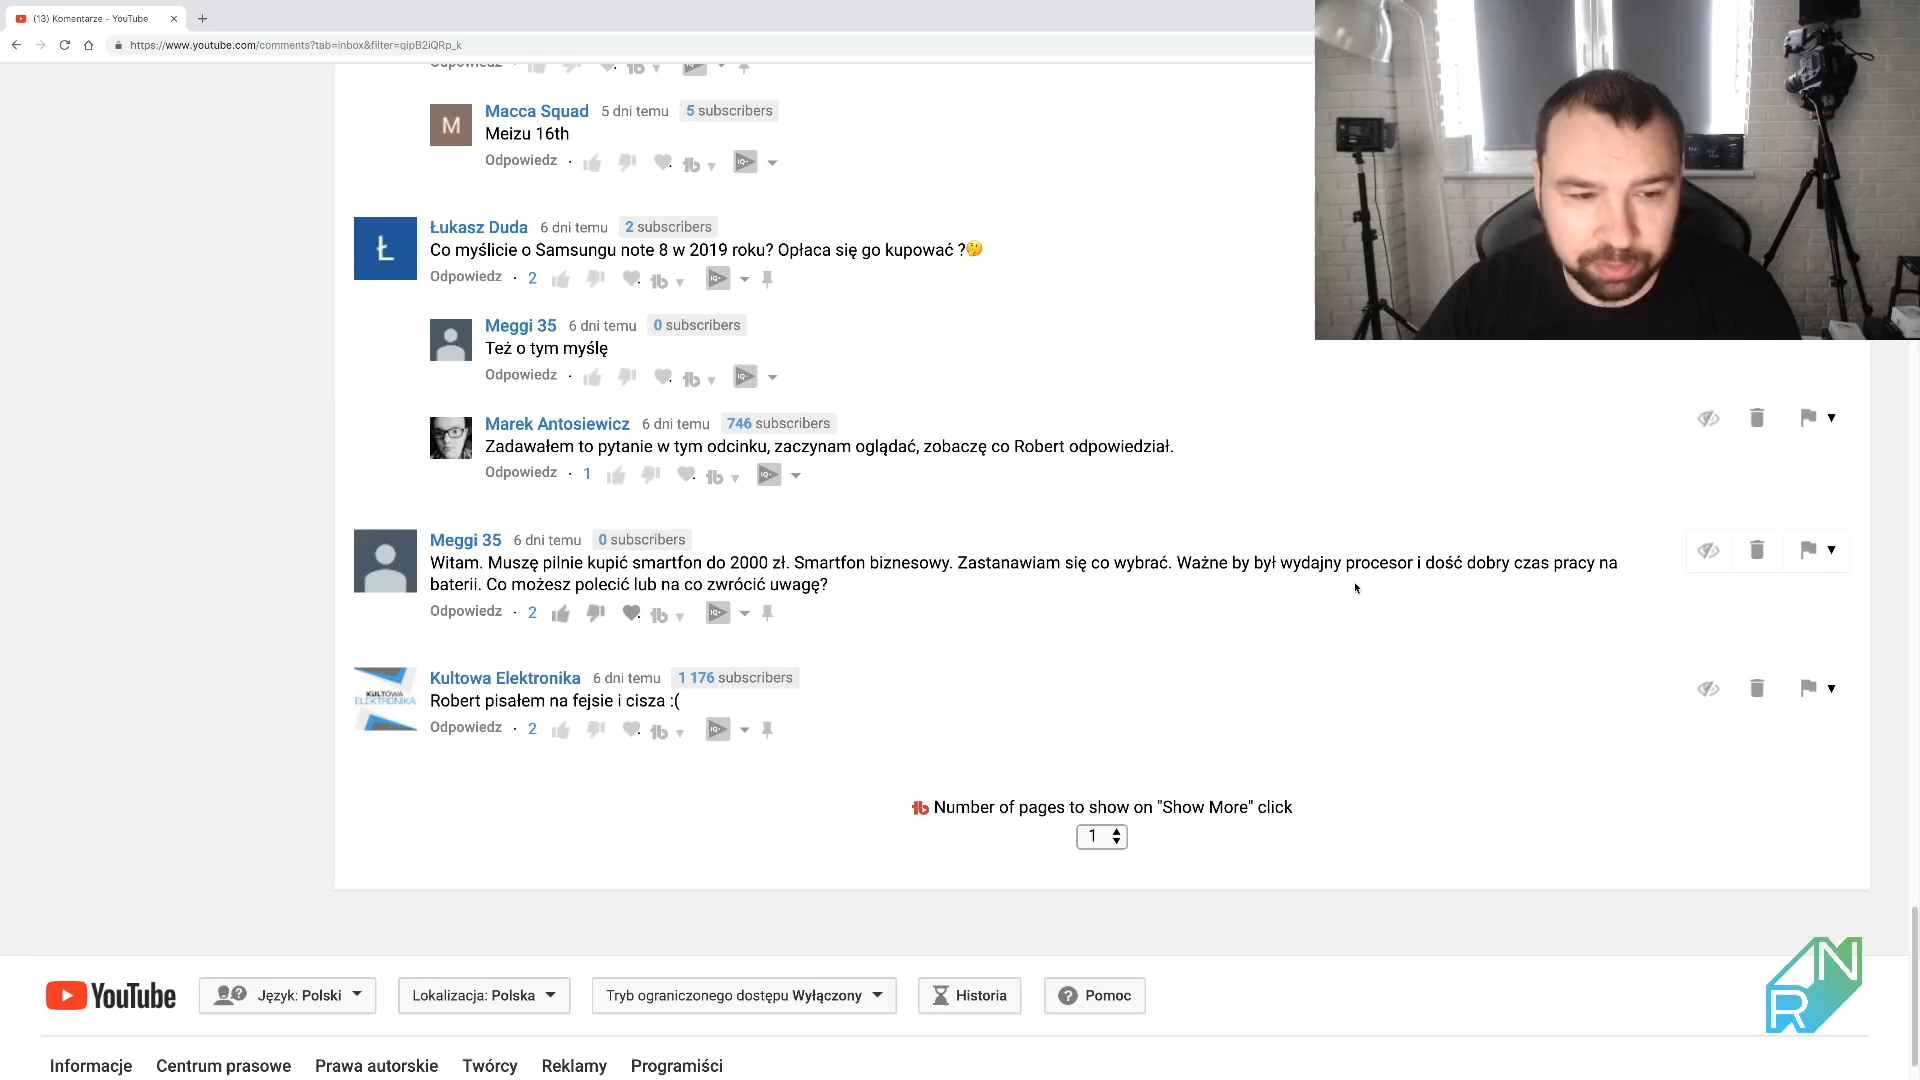 (13) Komentarze - YouTube
https://www.youtube.com/comments?tab=inbox&filter=qipB2iQRp_k
Odpowiedz
M
Macca Squad 5 dni temu 5 subscribers
Meizu 16th
Odpowiedz
Ł
Łukasz Duda 6 dni temu 2 subscribers
Co myślicie o Samsungu note 8 w 2019 roku? Opłaca się go kupować ?🤔
Odpowiedz · 2
Meggi 35 6 dni temu 0 subscribers
Też o tym myślę
Odpowiedz
Marek Antosiewicz 6 dni temu 746 subscribers
Zadawałem to pytanie w tym odcinku, zaczynam oglądać, zobaczę co Robert odpowiedział.
Odpowiedz · 1
Meggi 35 6 dni temu 0 subscribers
Witam. Muszę pilnie kupić smartfon do 2000 zł. Smartfon biznesowy. Zastanawiam się co wybrać. Ważne by był wydajny procesor i dość dobry czas pracy na
baterii. Co możesz polecić lub na co zwrócić uwagę?
Odpowiedz · 2
KULTOWA
ELEKTRONIKA
Kultowa Elektronika 6 dni temu 1 176 subscribers
Robert pisałem na fejsie i cisza :(
Odpowiedz · 2
Number of pages to show on "Show More" click
1
YouTube Język: Polski Lokalizacja: Polska Tryb ograniczonego dostępu Wyłączony Historia Pomoc
RN
Informacje Centrum prasowe Prawa autorskie Twórcy Reklamy Programiści